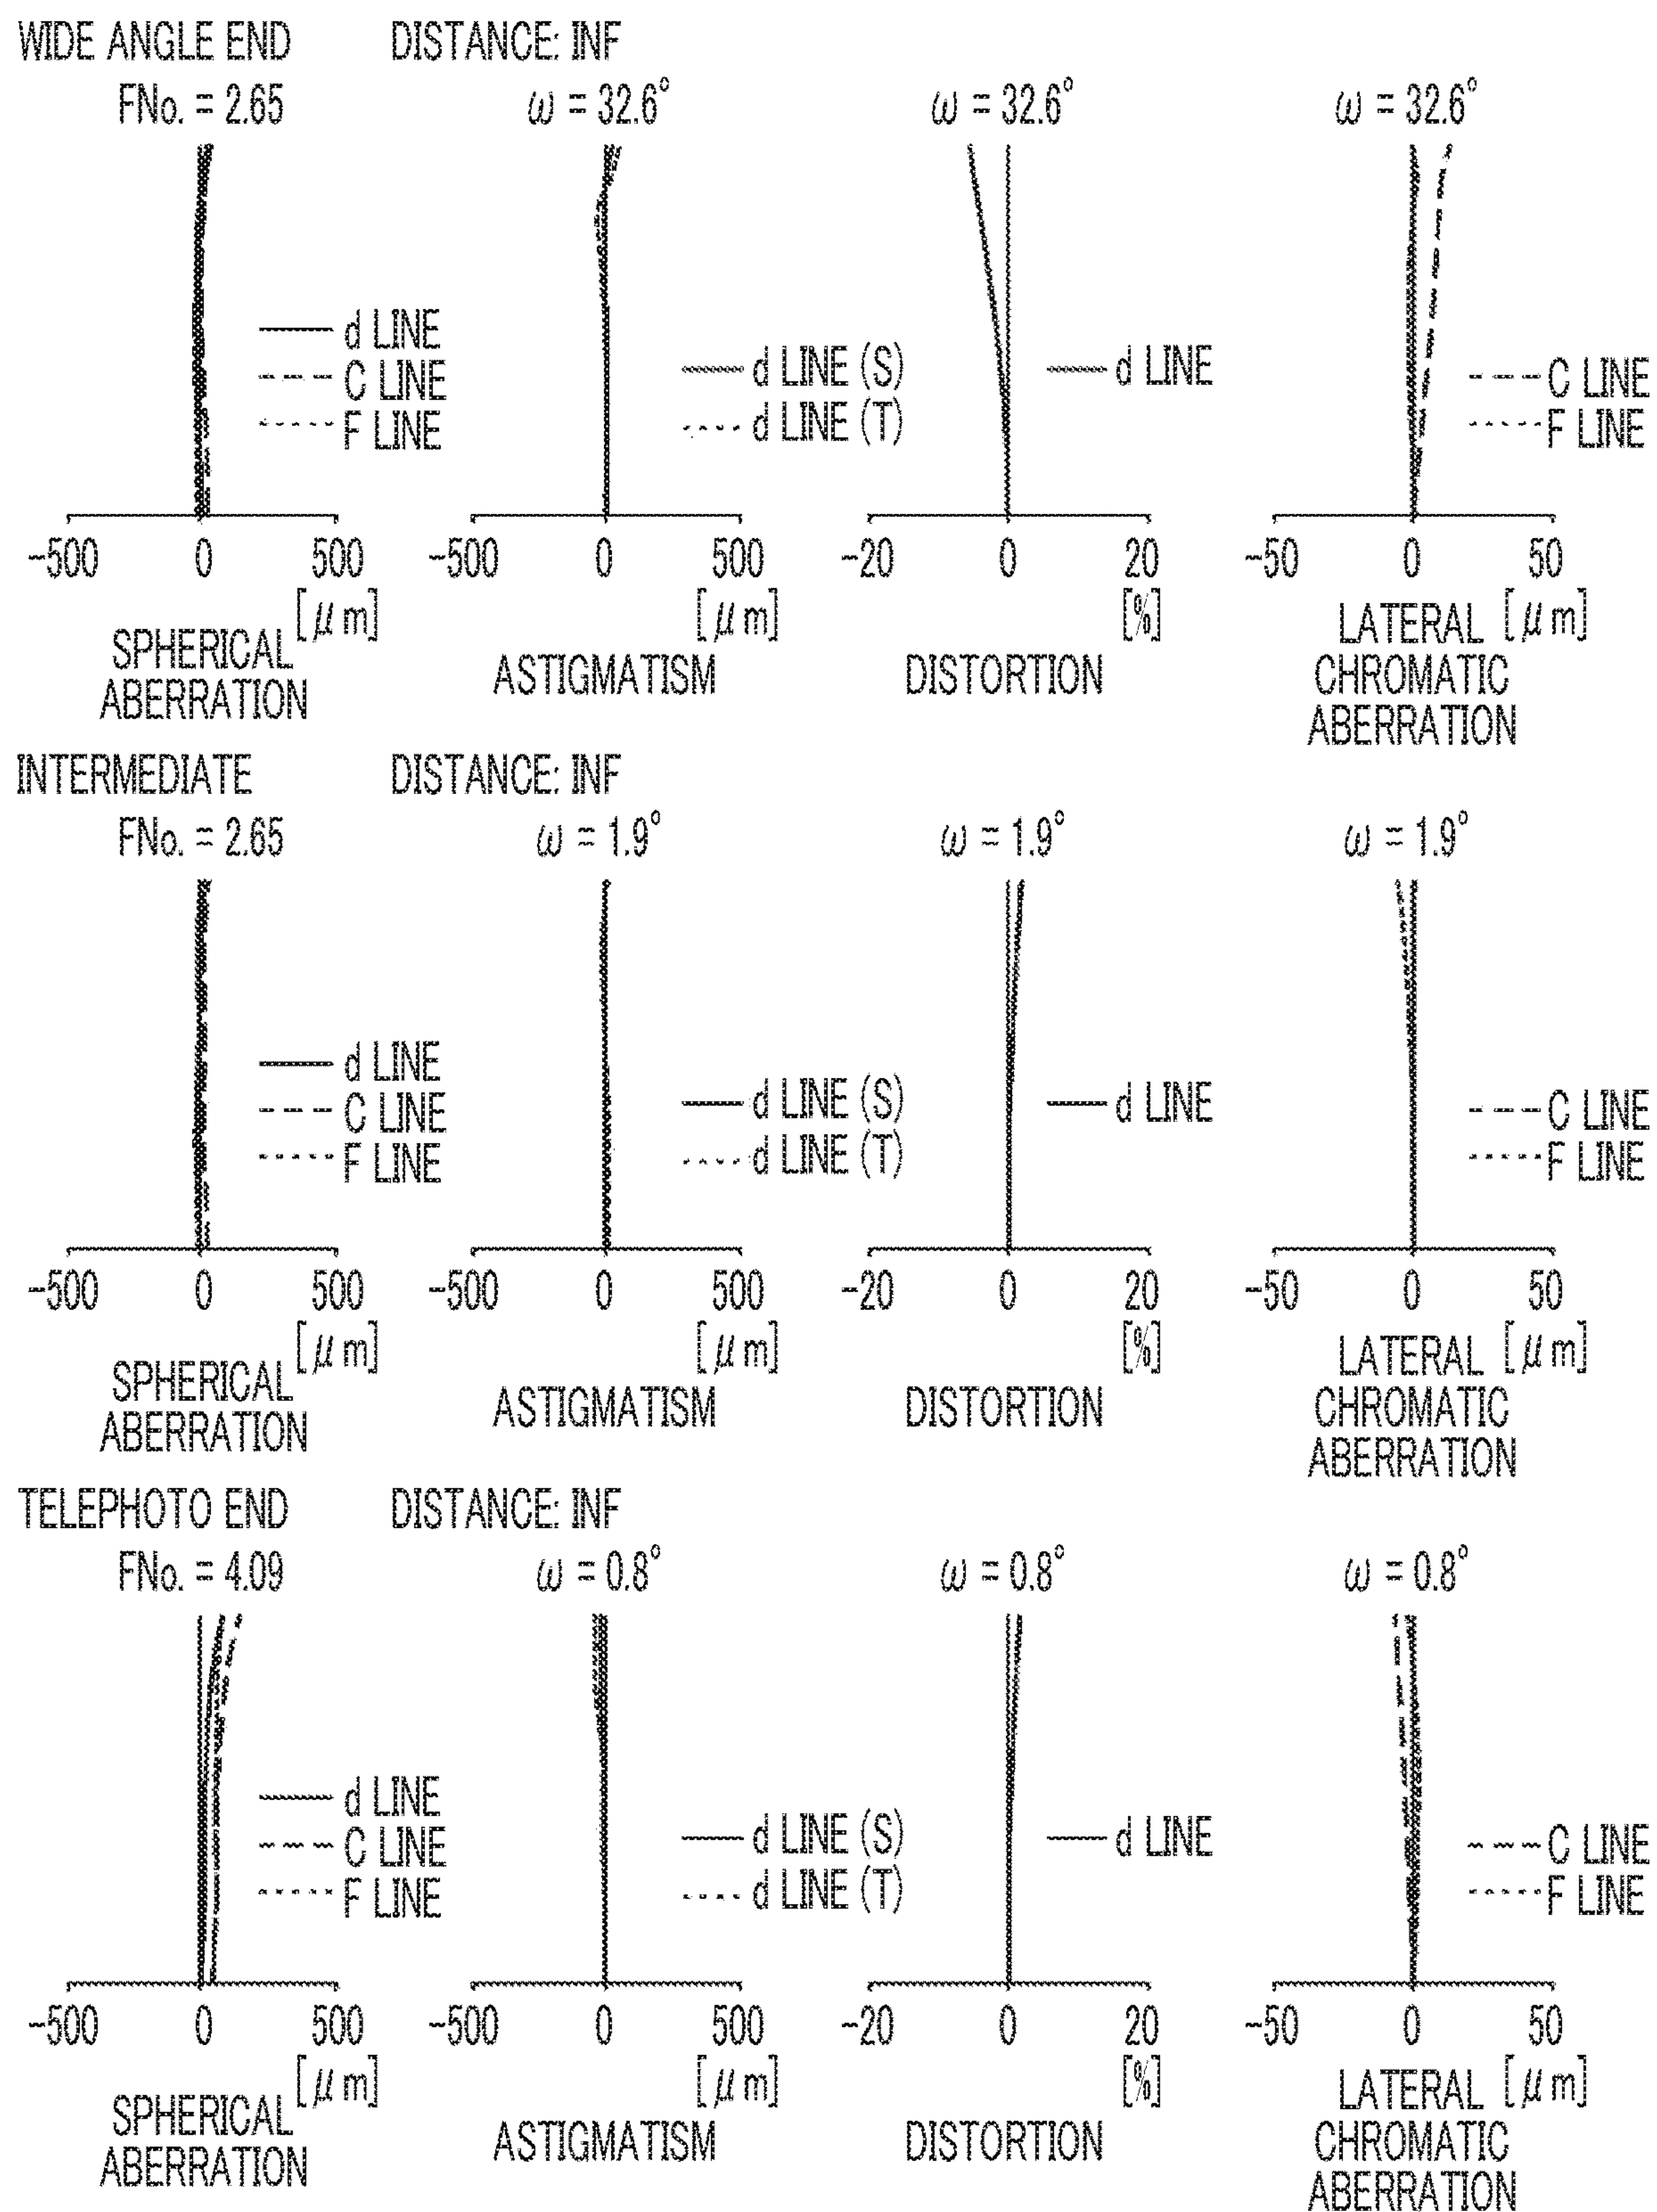 WIDE ANGLE END DISTANCE: INF
FNo. = 2.65 ω = 32.6° ω = 32.6° ω = 32.6°
d LINE
C LINE
F LINE
d LINE (S)
d LINE (T)
d LINE
C LINE
F LINE
-500 0 500 -500 0 500 -20 0 20 -50 0 50
[μm] [μm] [%] [μm]
SPHERICAL
ABERRATION
ASTIGMATISM
DISTORTION
LATERAL
CHROMATIC
ABERRATION
INTERMEDIATE DISTANCE: INF
FNo. = 2.65 ω = 1.9° ω = 1.9° ω = 1.9°
d LINE
C LINE
F LINE
d LINE (S)
d LINE (T)
d LINE
C LINE
F LINE
-500 0 500 -500 0 500 -20 0 20 -50 0 50
[μm] [μm] [%] [μm]
SPHERICAL
ABERRATION
ASTIGMATISM
DISTORTION
LATERAL
CHROMATIC
ABERRATION
TELEPHOTO END DISTANCE: INF
FNo. = 4.09 ω = 0.8° ω = 0.8° ω = 0.8°
d LINE
C LINE
F LINE
d LINE (S)
d LINE (T)
d LINE
C LINE
F LINE
-500 0 500 -500 0 500 -20 0 20 -50 0 50
[μm] [μm] [%] [μm]
SPHERICAL
ABERRATION
ASTIGMATISM
DISTORTION
LATERAL
CHROMATIC
ABERRATION